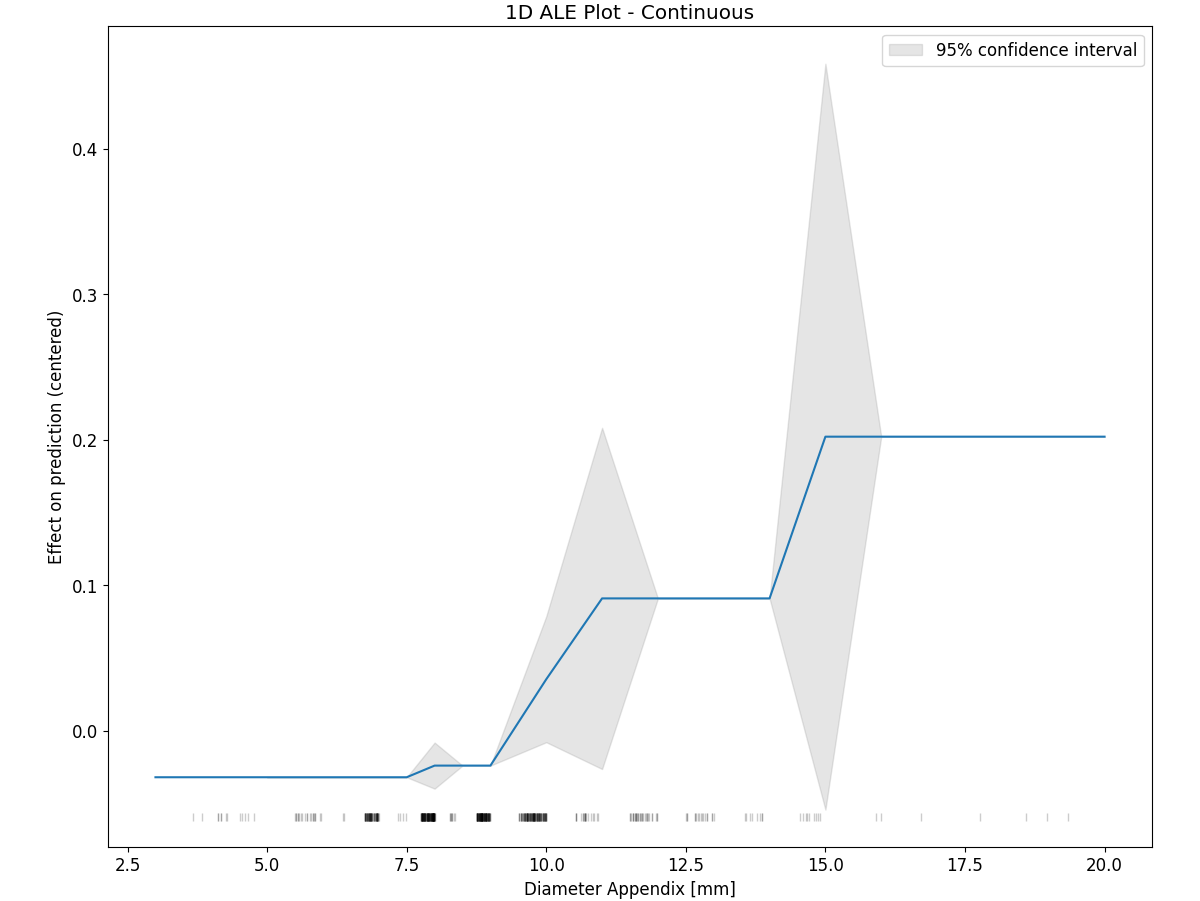 1D ALE Plot - Continuous
95% confidence interval
Effect on prediction (centered)
0.4
0.3
0.2
0.1
0.0
2.5 5.0 7.5 10.0 12.5 15.0 17.5 20.0
Diameter Appendix [mm]